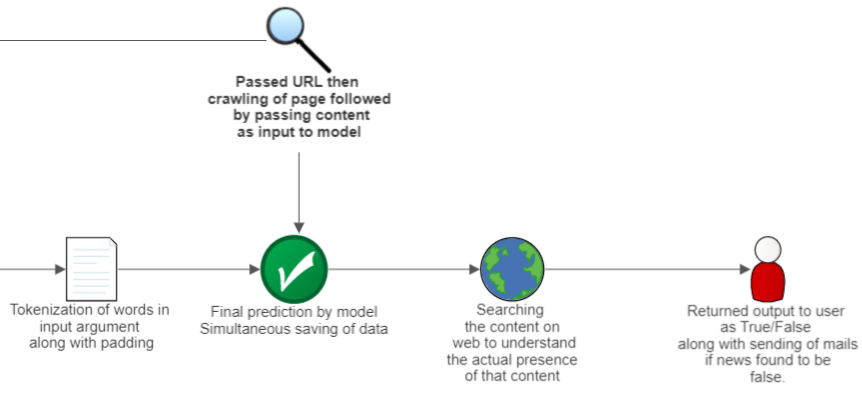 Passed URL then
crawling of page followed
by passing content
as input to model
Tokenization of words in
input argument
along with padding
Final prediction by model
Simultaneous saving of data
Searching
the content on
web to understand
the actual presence
of that content
Returned output to user
as True/False
along with sending of mails
if news found to be
false.